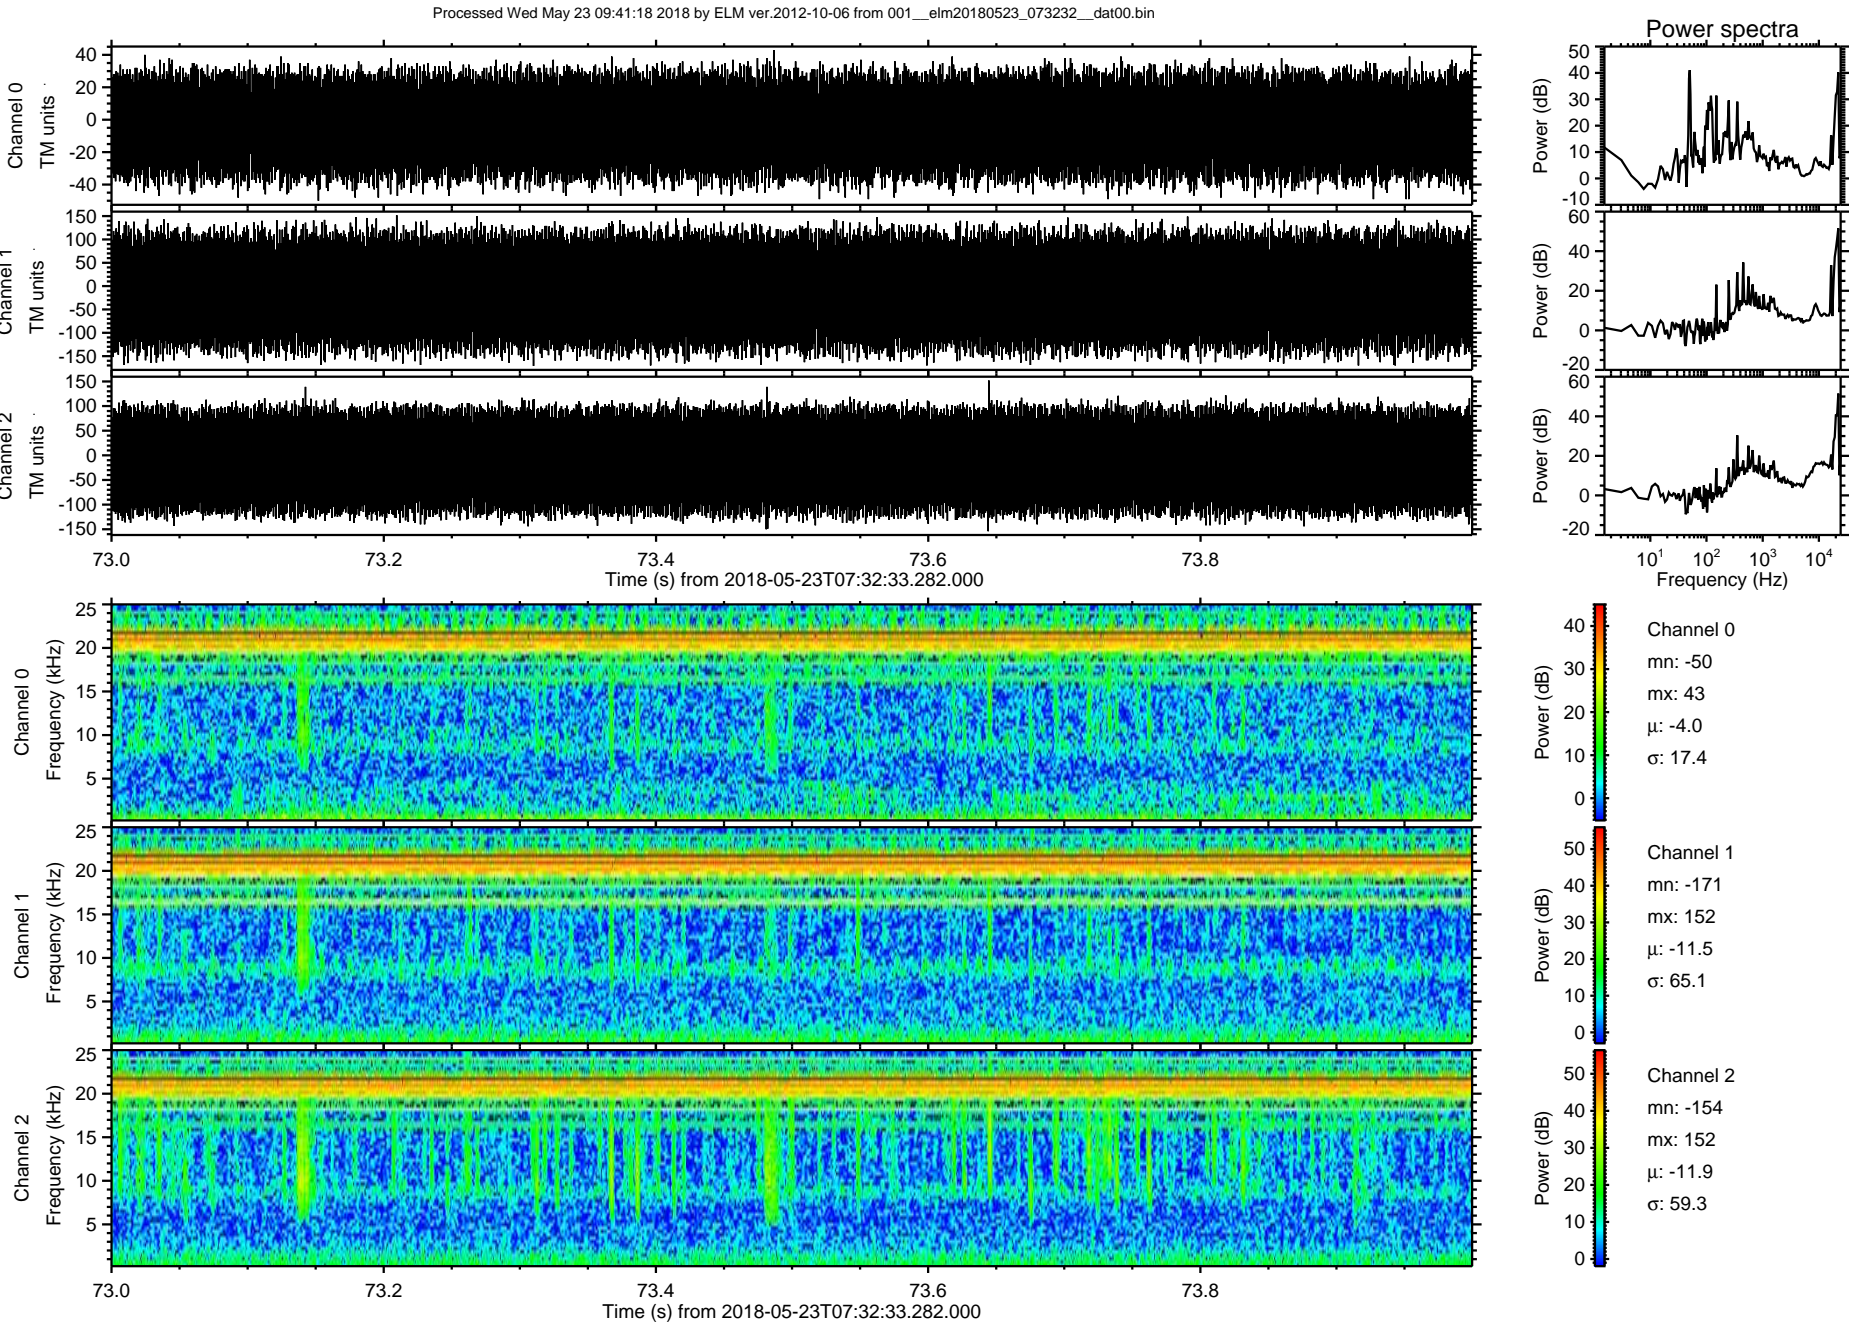 Processed Wed May 23 09:41:18 2018 by ELM ver.2012-10-06 from 001__elm20180523_073232__dat00.bin
Power spectra
Channel 0
TM units
40
20
0
-20
-40
Power (dB)
50
40
30
20
10
0
-10
Channel 1
TM units
150
100
50
0
-50
-100
-150
Power (dB)
60
40
20
0
-20
Channel 2
TM units
150
100
50
0
-50
-100
-150
Power (dB)
60
40
20
0
-20
73.0 73.2 73.4 73.6 73.8
Time (s) from 2018-05-23T07:32:33.282.000
10¹ 10² 10³ 10⁴
Frequency (Hz)
Channel 0
Frequency (kHz)
25
20
15
10
5
Power (dB)
40
30
20
10
0
Channel 0
mn: -50
mx: 43
μ: -4.0
σ: 17.4
Channel 1
Frequency (kHz)
25
20
15
10
5
Power (dB)
50
40
30
20
10
0
Channel 1
mn: -171
mx: 152
μ: -11.5
σ: 65.1
Channel 2
Frequency (kHz)
25
20
15
10
5
Power (dB)
50
40
30
20
10
0
Channel 2
mn: -154
mx: 152
μ: -11.9
σ: 59.3
73.0 73.2 73.4 73.6 73.8
Time (s) from 2018-05-23T07:32:33.282.000